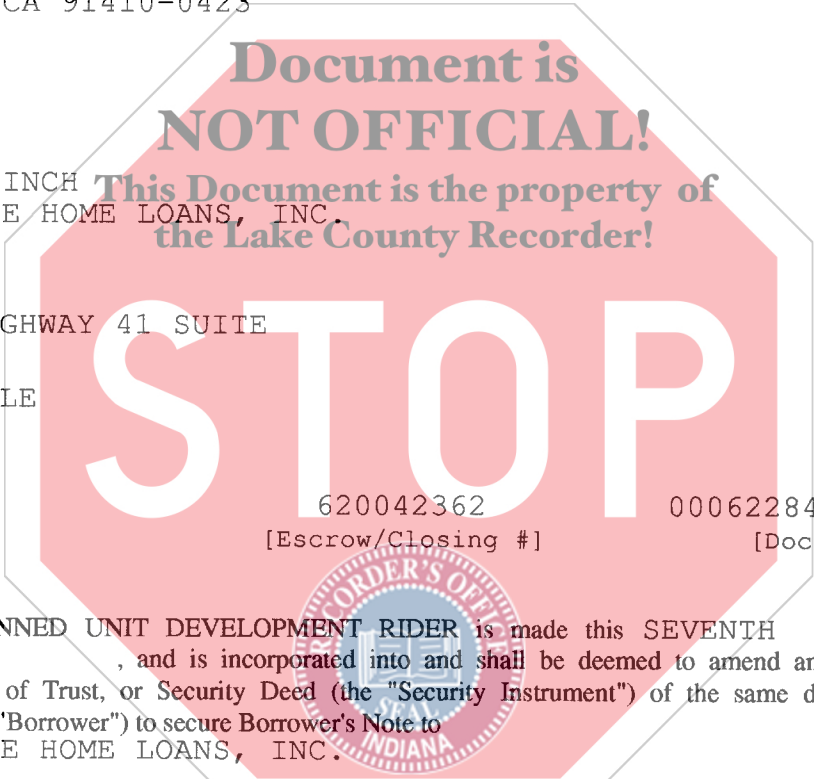 CA 91410-0423
Document is
NOT OFFICIAL!
INCH
This Document is the property of
E HOME LOANS, INC.
the Lake County Recorder!
GHWAY 41 SUITE
LE
STOP
620042362 00062284
[Escrow/Closing #] [Doc
NNED UNIT DEVELOPMENT RIDER is made this SEVENTH
, and is incorporated into and shall be deemed to amend an
of Trust, or Security Deed (the "Security Instrument") of the same d
'Borrower") to secure Borrower's Note to
E HOME LOANS, INC.
RECORDER'S OFFICE
SEAL
INDIANA